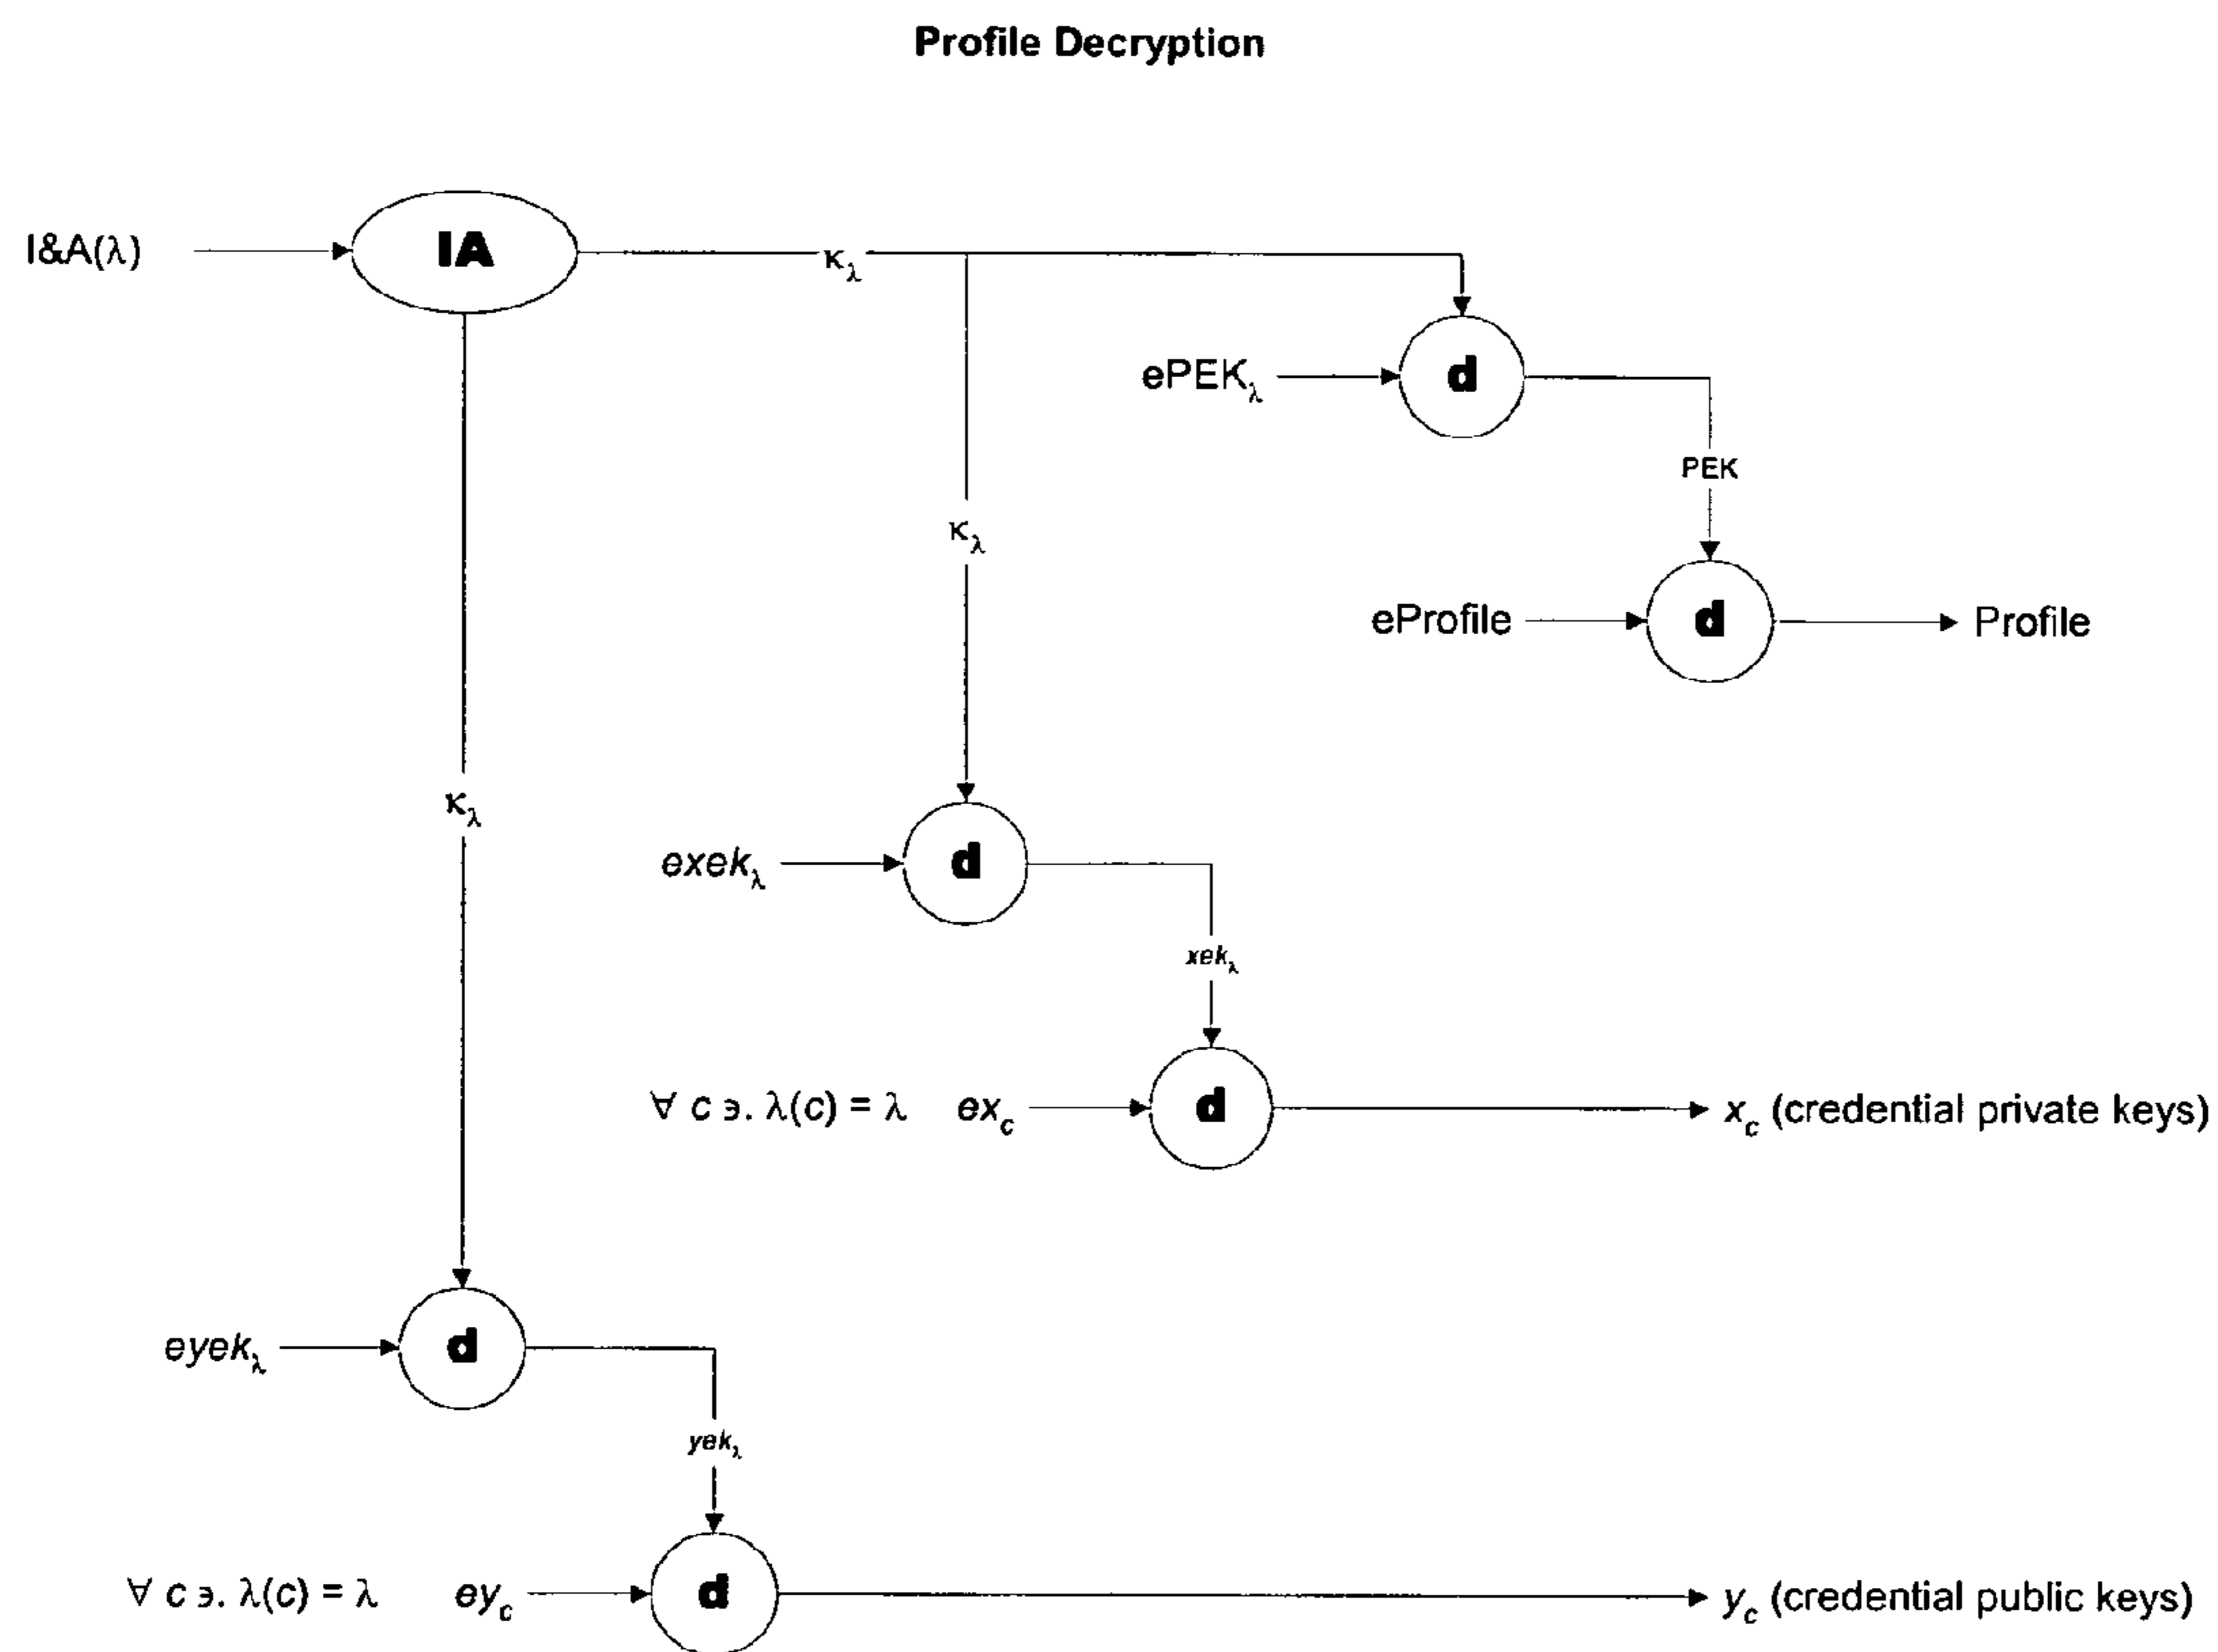 Profile Decryption
I&A(λ)
IA
κλ
ePEKλ
d
PEK
κλ
eProfile
d
Profile
κλ
exekλ
d
xekλ
∀ c ϶. λ(c) = λ
exc
d
xc (credential private keys)
eyekλ
d
yekλ
∀ c ϶. λ(c) = λ
eyc
d
yc (credential public keys)